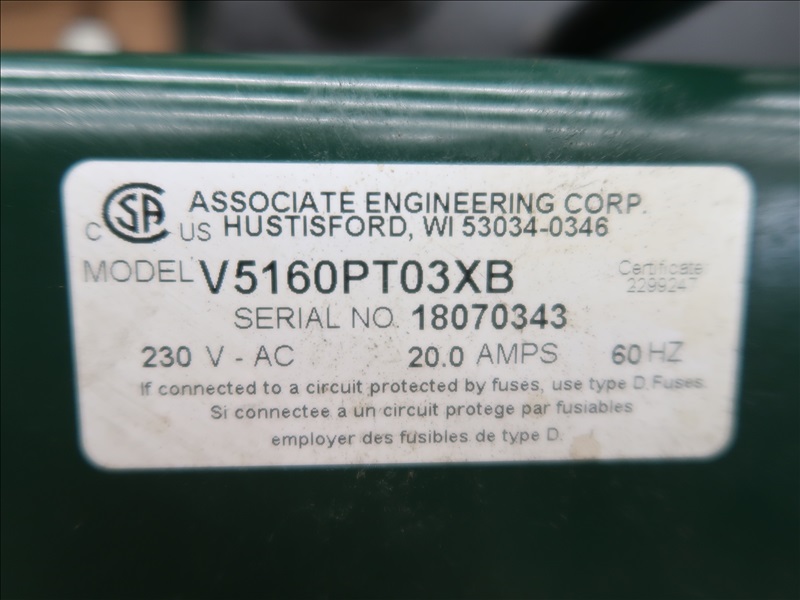 C SA US ASSOCIATE ENGINEERING CORP.
HUSTISFORD, WI 53034-0346
MODEL V5160PT03XB
Certificate
2299247
SERIAL NO. 18070343
230 V - AC 20.0 AMPS 60 HZ
If connected to a circuit protected by fuses, use type D.Fuses.
Si connectee a un circuit protege par fusiables
employer des fusibles de type D.